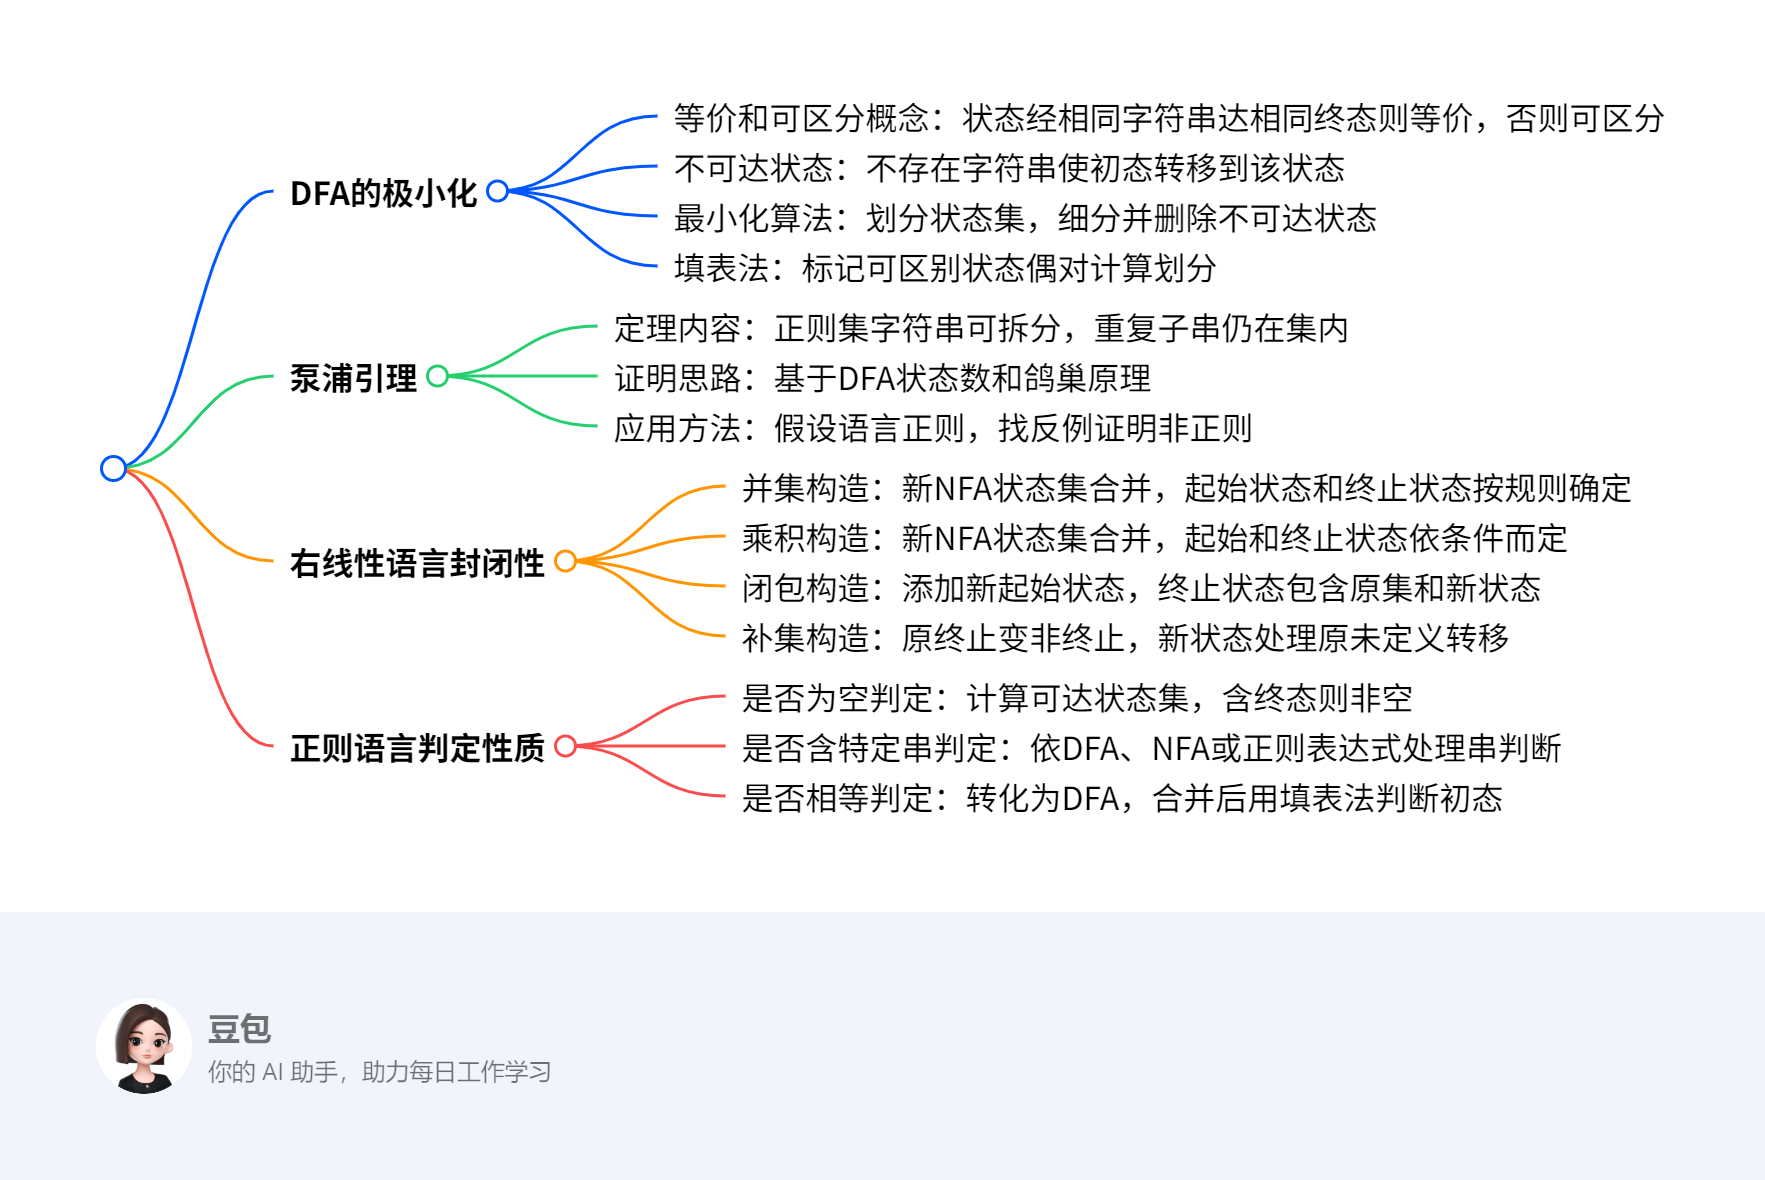 等价和可区分概念：状态经相同字符串达相同终态则等价，否则可区分
不可达状态：不存在字符串使初态转移到该状态
DFA的极小化
最小化算法：划分状态集，细分并删除不可达状态
填表法：标记可区别状态偶对计算划分
定理内容：正则集字符串可拆分，重复子串仍在集内
泵浦引理
证明思路：基于DFA状态数和鸽巢原理
应用方法：假设语言正则，找反例证明非正则
并集构造：新NFA状态集合并，起始状态和终止状态按规则确定
乘积构造：新NFA状态集合并，起始和终止状态依条件而定
右线性语言封闭性
闭包构造：添加新起始状态，终止状态包含原集和新状态
补集构造：原终止变非终止，新状态处理原未定义转移
是否为空判定：计算可达状态集，含终态则非空
正则语言判定性质
是否含特定串判定：依DFA、NFA或正则表达式处理串判断
是否相等判定：转化为DFA，合并后用填表法判断初态
豆包
你的 AI 助手，助力每日工作学习